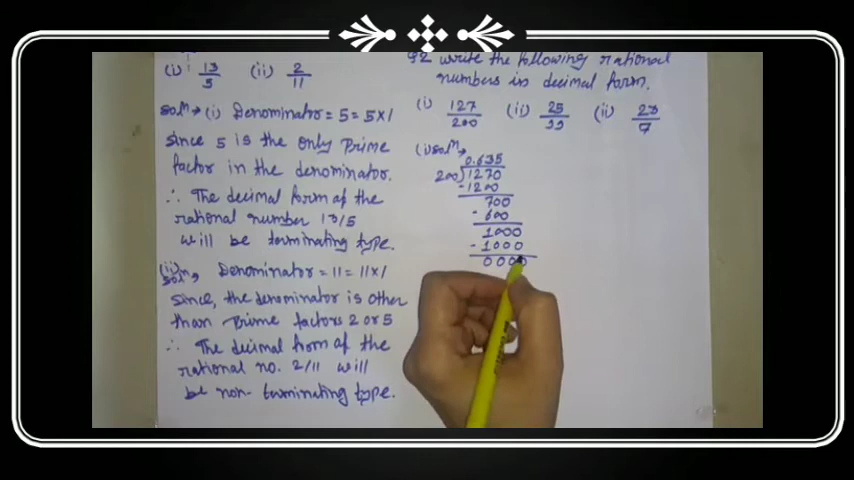 (i) 13/5 (ii) 2/11
Solⁿ→ (i) Denominator = 5 = 5×1
since 5 is the only Prime
factor in the denominator.
∴ The decimal form of the
rational number 13/5
will be terminating type.
(ii) Solⁿ→ Denominator = 11 = 11×1
Since, the denominator is other
than prime factors 2 or 5
∴ The decimal from of the
rational no. 2/11 will
be non-terminating type.
Q2 write the following rational
numbers in decimal form.
(i) 127/200 (ii) 25/99 (ii) 23/7
(i) solⁿ→
0.635
200)1270
-1200
700
- 600
1000
- 1000
0000